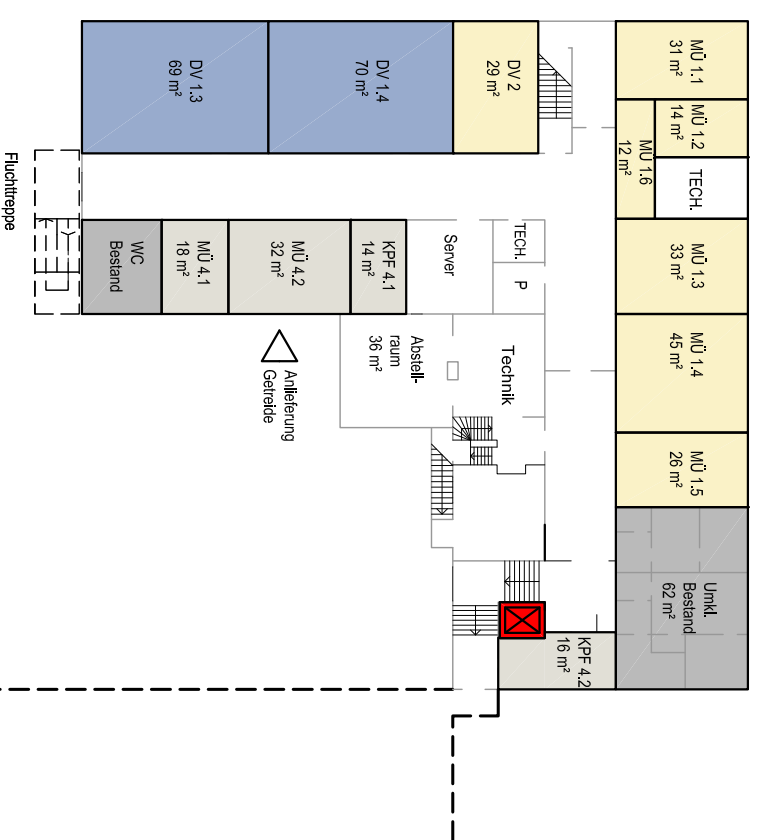 DV 1.3
69 m²
DV 1.4
70 m²
DV 2
29 m²
MÜ 1.1
31 m²
MÜ 1.2
14 m²
MÜ 1.6
12 m²
TECH.
MÜ 1.3
33 m²
MÜ 1.4
45 m²
MÜ 1.5
26 m²
Umkl.
Bestand
62 m²
KPF 4.2
16 m²
Fluchttreppe
WC
Bestand
MÜ 4.1
18 m²
MÜ 4.2
32 m²
KPF 4.1
14 m²
Server
TECH.
P
Technik
Abstell-
raum
36 m²
Anlieferung
Getreide